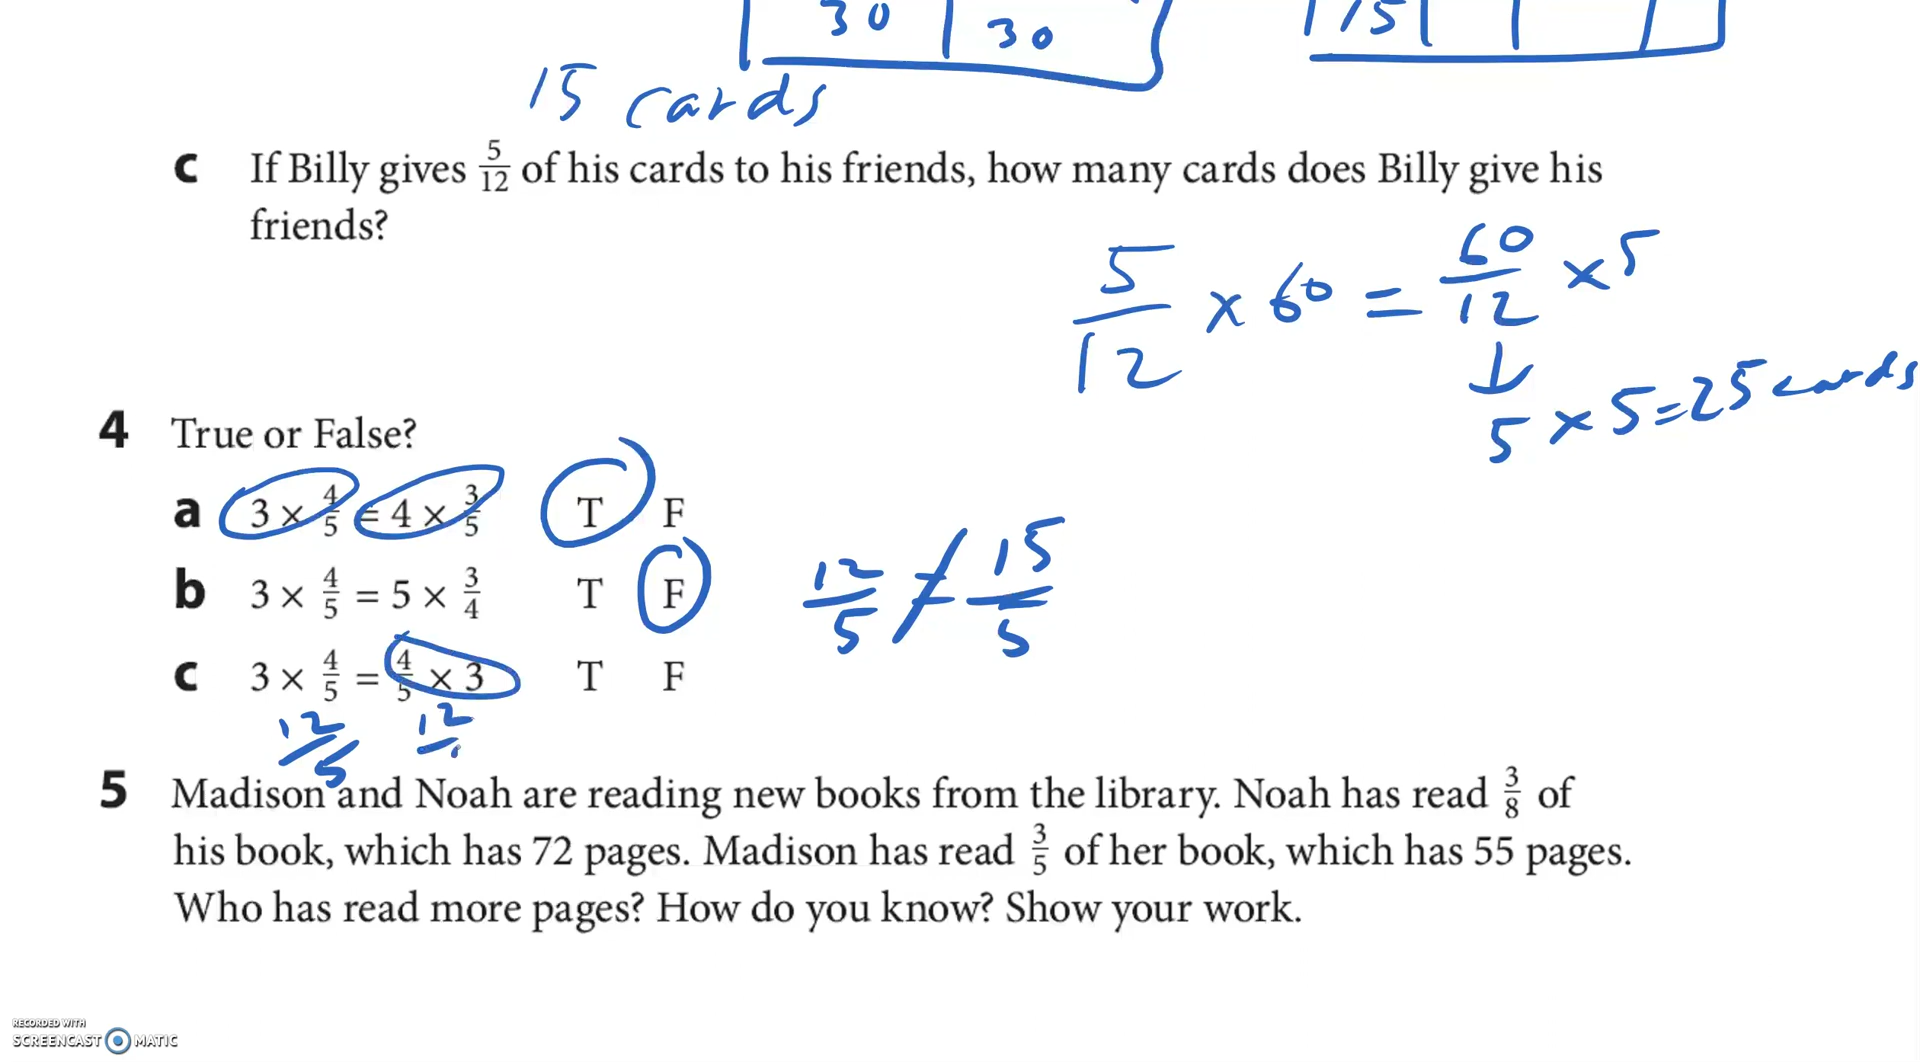 30 30 15
15 cards
c If Billy gives 5/12 of his cards to his friends, how many cards does Billy give his
friends?
5/12 × 60 = 60/12 × 5
5 × 5 = 25 cards
4 True or False?
a 3 × 4/5 = 4 × 3/5 T F
b 3 × 4/5 = 5 × 3/4 T F
12/5 ≠ 15/5
c 3 × 4/5 = 4/5 × 3 T F
12/5 12
5 Madison and Noah are reading new books from the library. Noah has read 3/8 of
his book, which has 72 pages. Madison has read 3/5 of her book, which has 55 pages.
Who has read more pages? How do you know? Show your work.
RECORDED WITH
SCREENCAST MATIC